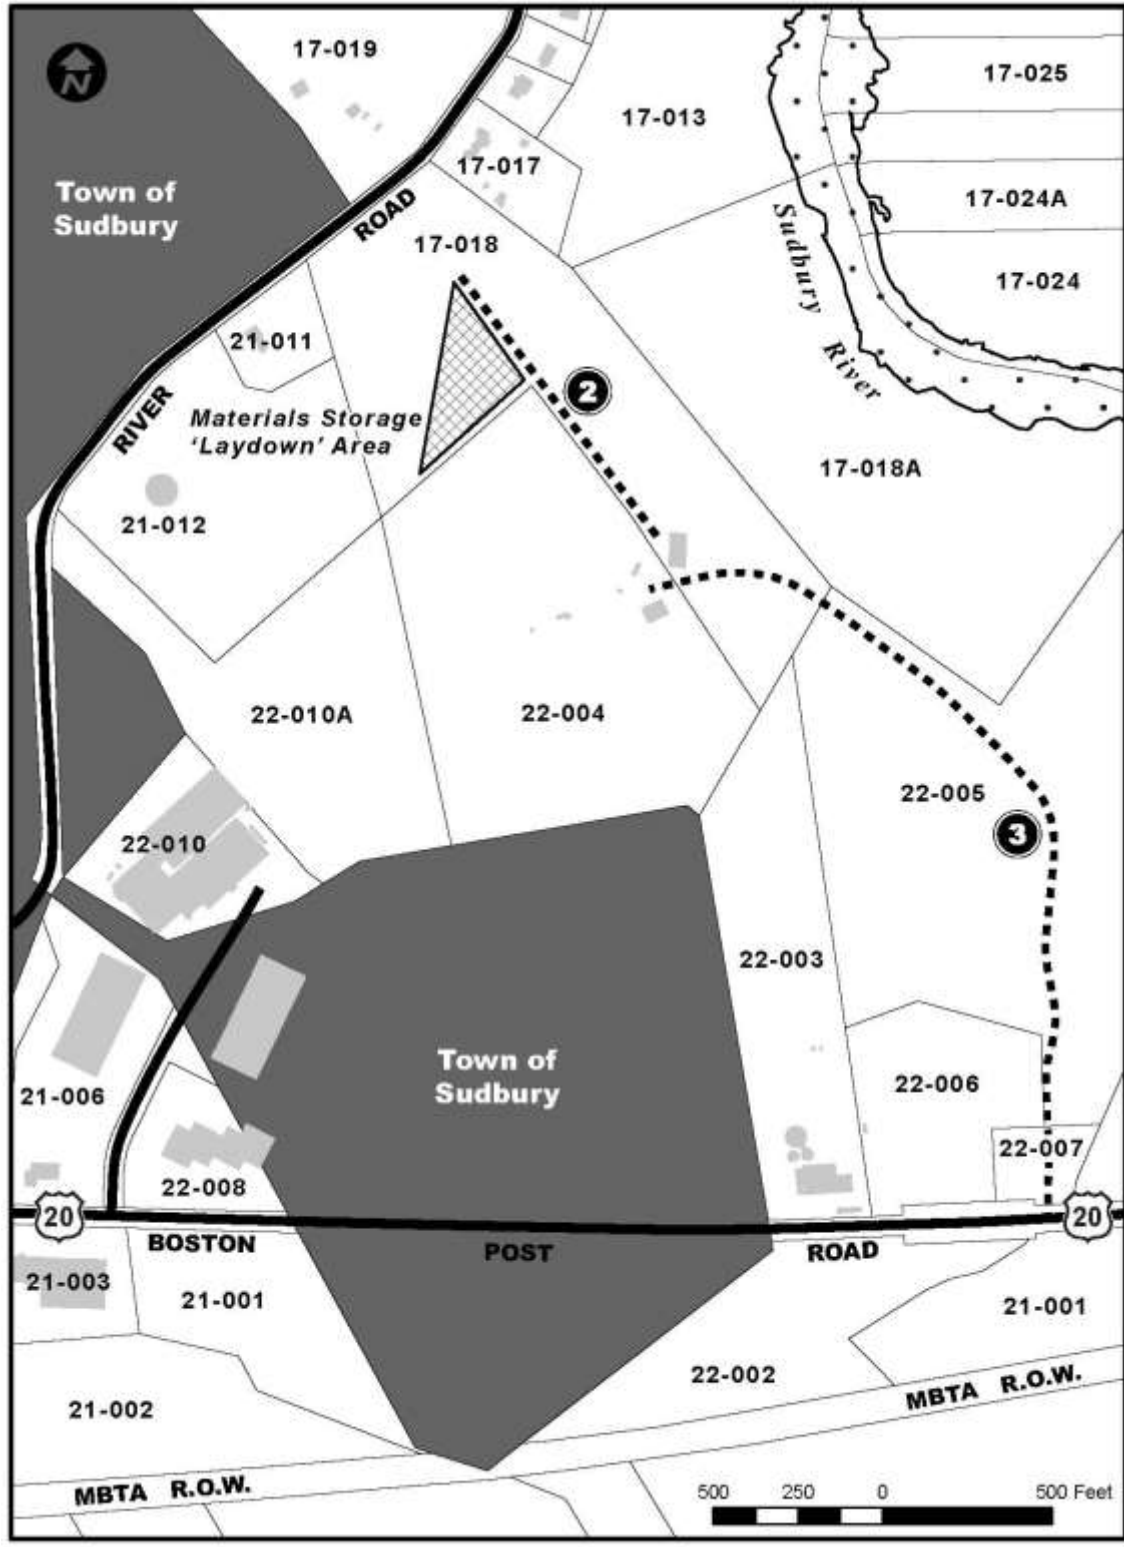 17-019
17-025
17-013
N
17-017
Town of
Sudbury
17-024A
ROAD
17-018
Sudbury
River
17-024
21-011
2
Materials Storage
'Laydown' Area
RIVER
17-018A
21-012
22-010A
22-004
22-005
3
22-010
22-003
Town of
Sudbury
22-006
21-006
22-007
22-008
20
20
BOSTON POST ROAD
21-003
21-001
21-001
22-002
21-002
MBTA R.O.W.
MBTA R.O.W.
500 250 0 500 Feet